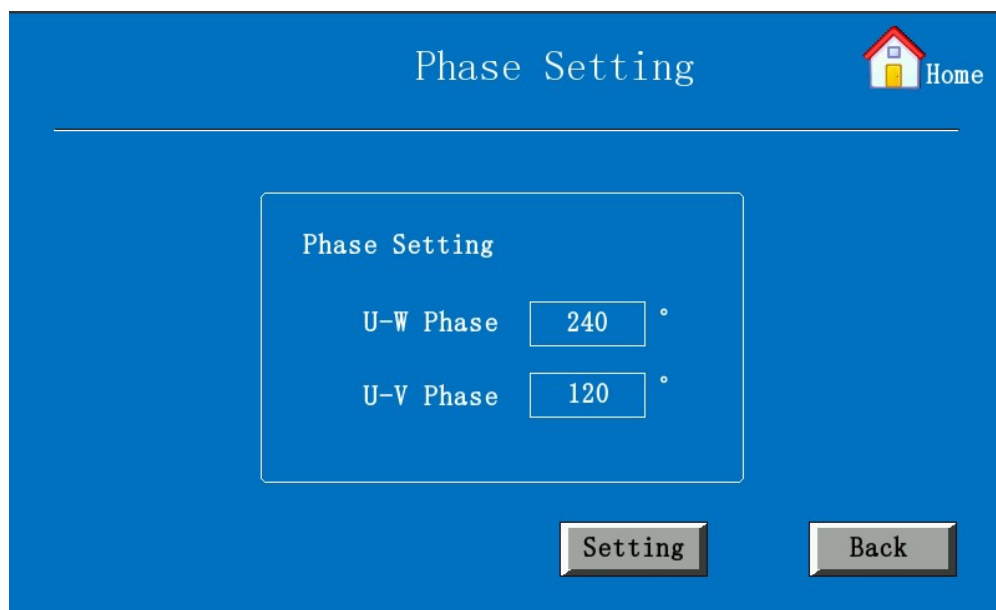 Phase Setting
Home
Phase Setting
U-W Phase 240 °
U-V Phase 120 °
Setting
Back